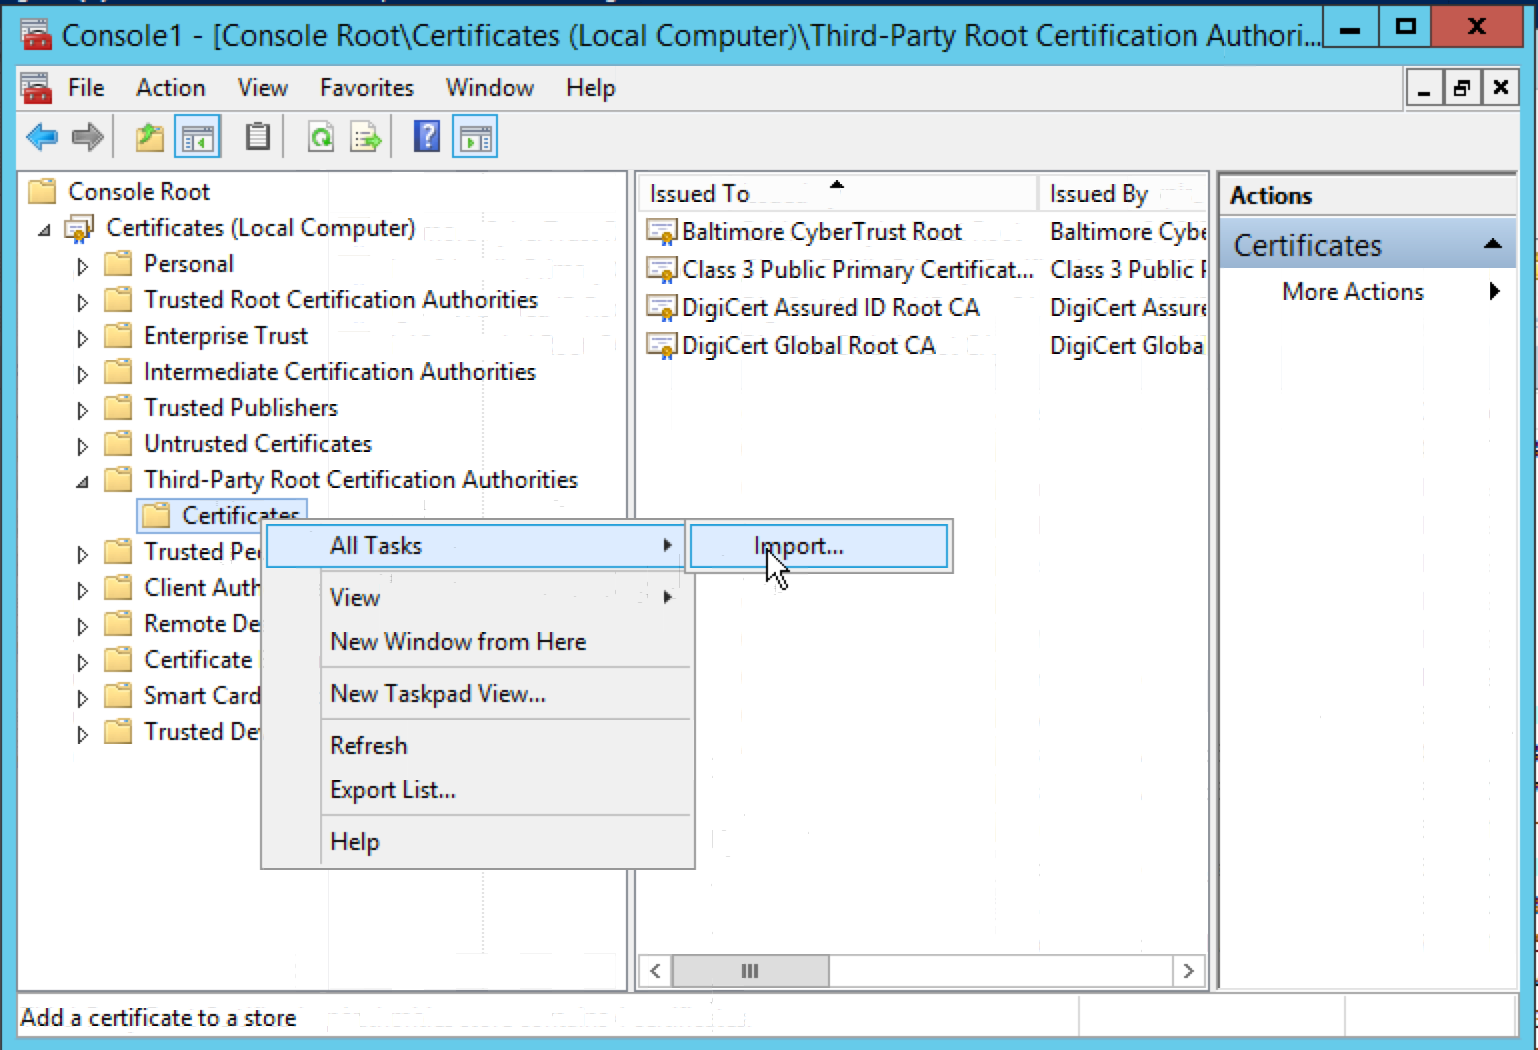 Console1 - [Console Root\Certificates (Local Computer)\Third-Party Root Certification Authori...
File Action View Favorites Window Help
Console Root
Certificates (Local Computer)
Personal
Trusted Root Certification Authorities
Enterprise Trust
Intermediate Certification Authorities
Trusted Publishers
Untrusted Certificates
Third-Party Root Certification Authorities
Certificates
Trusted Pe
Client Auth
Remote De
Certificate
Smart Card
Trusted De
All Tasks
View
New Window from Here
New Taskpad View...
Refresh
Export List...
Help
Import...
Issued To Issued By
Baltimore CyberTrust Root Baltimore Cybe
Class 3 Public Primary Certificat... Class 3 Public
DigiCert Assured ID Root CA DigiCert Assure
DigiCert Global Root CA DigiCert Globa
Actions
Certificates
More Actions
Add a certificate to a store